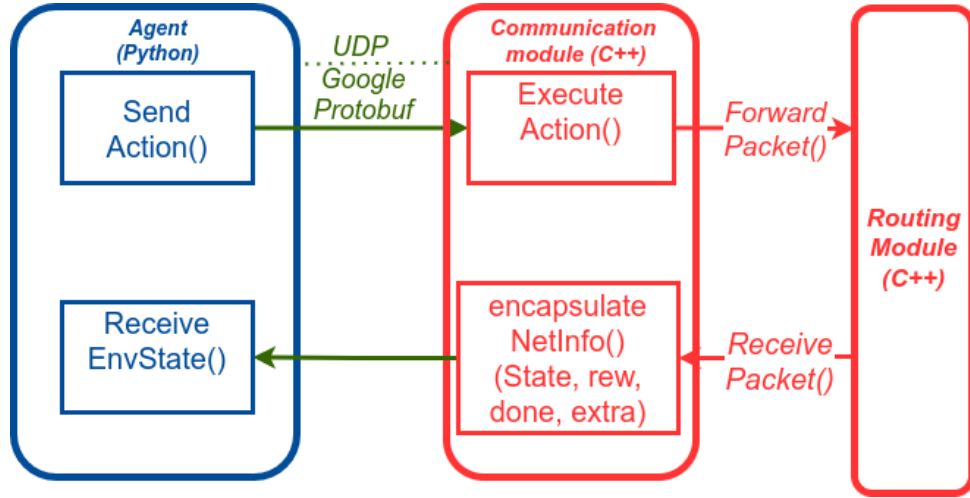 Agent
(Python)
Send
Action()
Receive
EnvState()
UDP
Google
Protobuf
Communication
module (C++)
Execute
Action()
encapsulate
NetInfo()
(State, rew,
done, extra)
Forward
Packet()
Receive
Packet()
Routing
Module
(C++)